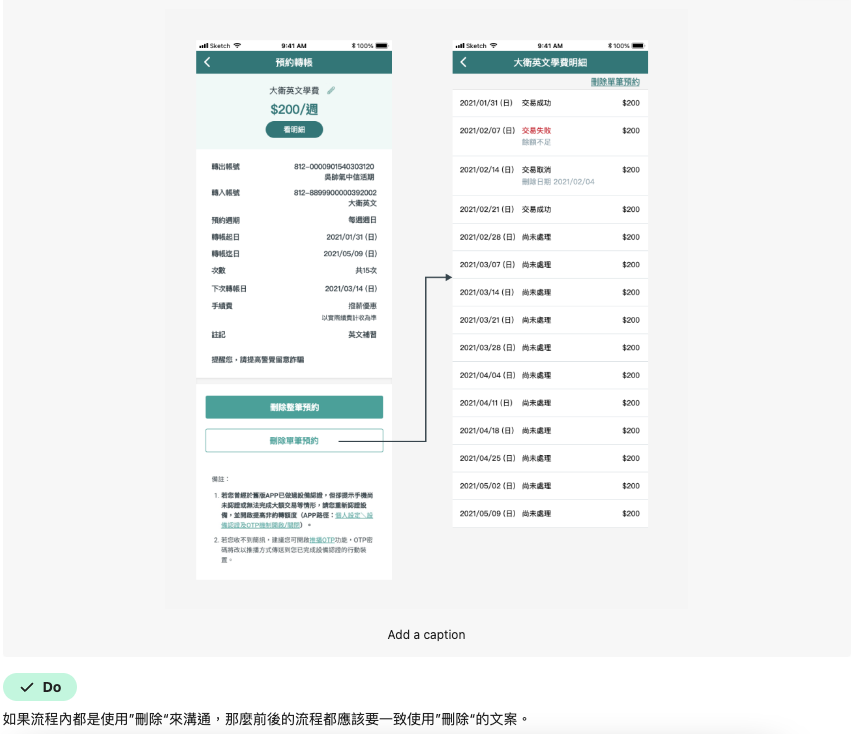 Sketch 9:41 AM 100%
預約轉帳
大衛英文學費
$200/週
看明細
轉出帳號 812-0000901540303120
吳帥氣中信活期
轉入帳號 812-8899900000392002
大衛英文
預約週期 每週週日
轉帳起日 2021/01/31 (日)
轉帳迄日 2021/05/09 (日)
次數 共15次
下次轉帳日 2021/03/14 (日)
手續費
註記 英文補習
提醒您，請提高警覺留意詐騙
刪除整筆預約
刪除單筆預約
備註：
1. 若您曾經於舊版APP已做過設備認證，但卻提示手機尚
未認證或無法完成大額交易等情形，請您重新認證設
備，並開啟提高非約轉額度（APP路徑：個人設定＼設
備認證及OTP機制開啟/關閉）。
2. 若您收不到簡訊，建議您可開啟推播OTP功能，OTP密
碼將改以推播方式傳送到您已完成設備認證的行動裝
置。
Sketch 9:41 AM 100%
大衛英文學費明細
刪除單筆預約
2021/01/31 (日) 交易成功 $200
2021/02/07 (日) 交易失敗 $200
餘額不足
2021/02/14 (日) 交易取消 $200
刪除日期 2021/02/04
2021/02/21 (日) 交易成功 $200
2021/02/28 (日) 尚未處理 $200
2021/03/07 (日) 尚未處理 $200
2021/03/14 (日) 尚未處理 $200
2021/03/21 (日) 尚未處理 $200
2021/03/28 (日) 尚未處理 $200
2021/04/04 (日) 尚未處理 $200
2021/04/11 (日) 尚未處理 $200
2021/04/18 (日) 尚未處理 $200
2021/04/25 (日) 尚未處理 $200
2021/05/02 (日) 尚未處理 $200
2021/05/09 (日) 尚未處理 $200
Add a caption
Do
如果流程內都是使用”刪除“來溝通，那麼前後的流程都應該要一致使用”刪除“的文案。